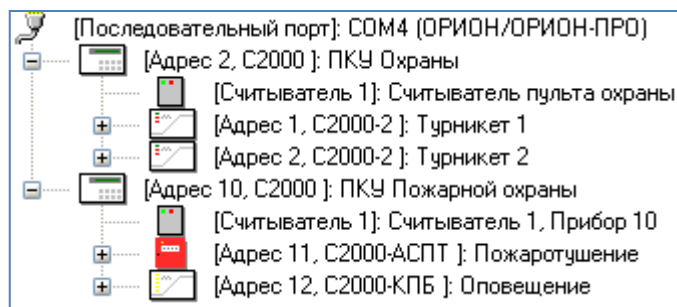 [Последовательный порт]: COM4 (ОРИОН/ОРИОН-ПРО)
[Адрес 2, С2000 ]: ПКУ Охраны
[Считыватель 1]: Считыватель пульта охраны
[Адрес 1, С2000-2 ]: Турникет 1
[Адрес 2, С2000-2 ]: Турникет 2
[Адрес 10, С2000 ]: ПКУ Пожарной охраны
[Считыватель 1]: Считыватель 1, Прибор 10
[Адрес 11, С2000-АСПТ ]: Пожаротушение
[Адрес 12, С2000-КПБ ]: Оповещение